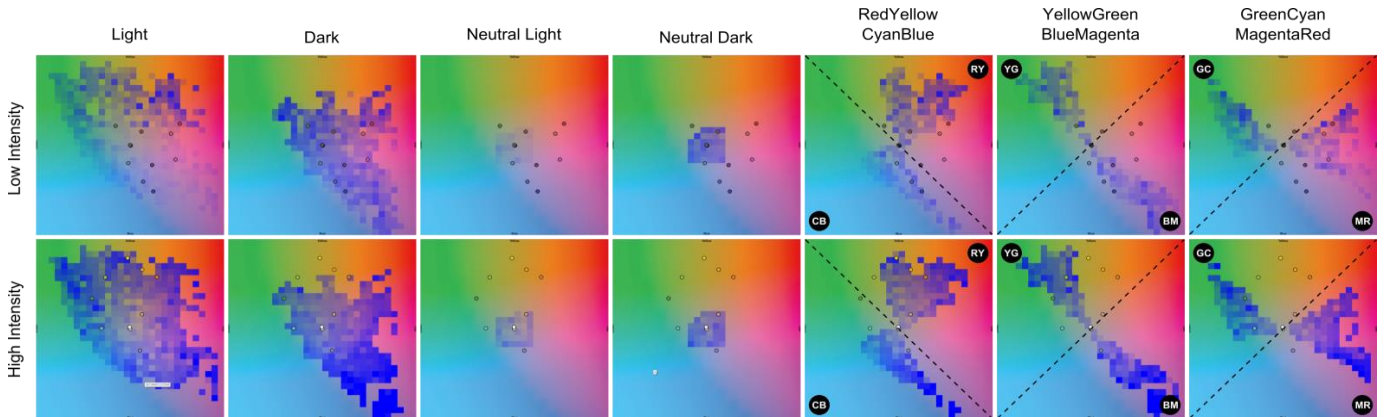 Light
Dark
Neutral Light
Neutral Dark
RedYellow
CyanBlue
YellowGreen
BlueMagenta
GreenCyan
MagentaRed
Low Intensity
RY
CB
YG
BM
GC
MR
High Intensity
RY
CB
YG
BM
GC
MR